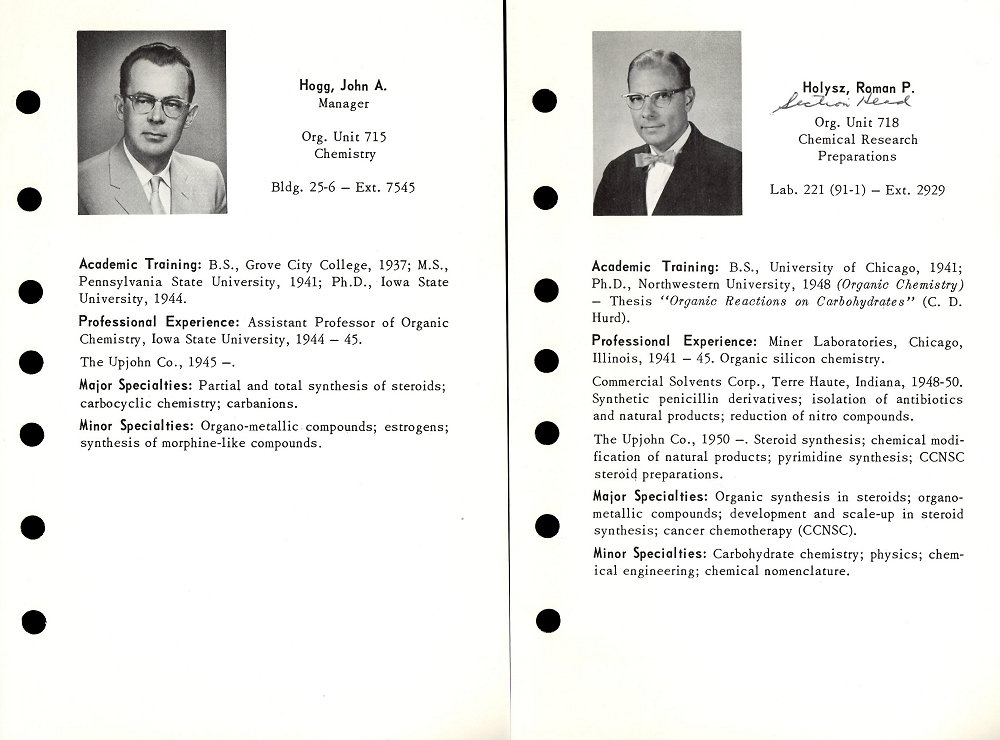 Hogg, John A.
Manager
Org. Unit 715
Chemistry
Bldg. 25-6 — Ext. 7545
Academic Training: B.S., Grove City College, 1937; M.S.,
Pennsylvania State University, 1941; Ph.D., Iowa State
University, 1944.
Professional Experience: Assistant Professor of Organic
Chemistry, Iowa State University, 1944 — 45.
The Upjohn Co., 1945 —.
Major Specialties: Partial and total synthesis of steroids;
carbocyclic chemistry; carbanions.
Minor Specialties: Organo-metallic compounds; estrogens;
synthesis of morphine-like compounds.
Holysz, Roman P.
Section Head
Org. Unit 718
Chemical Research
Preparations
Lab. 221 (91-1) — Ext. 2929
Academic Training: B.S., University of Chicago, 1941;
Ph.D., Northwestern University, 1948 (Organic Chemistry)
— Thesis “Organic Reactions on Carbohydrates” (C. D.
Hurd).
Professional Experience: Miner Laboratories, Chicago,
Illinois, 1941 — 45. Organic silicon chemistry.
Commercial Solvents Corp., Terre Haute, Indiana, 1948-50.
Synthetic penicillin derivatives; isolation of antibiotics
and natural products; reduction of nitro compounds.
The Upjohn Co., 1950 —. Steroid synthesis; chemical modi-
fication of natural products; pyrimidine synthesis; CCNSC
steroid preparations.
Major Specialties: Organic synthesis in steroids; organo-
metallic compounds; development and scale-up in steroid
synthesis; cancer chemotherapy (CCNSC).
Minor Specialties: Carbohydrate chemistry; physics; chem-
ical engineering; chemical nomenclature.